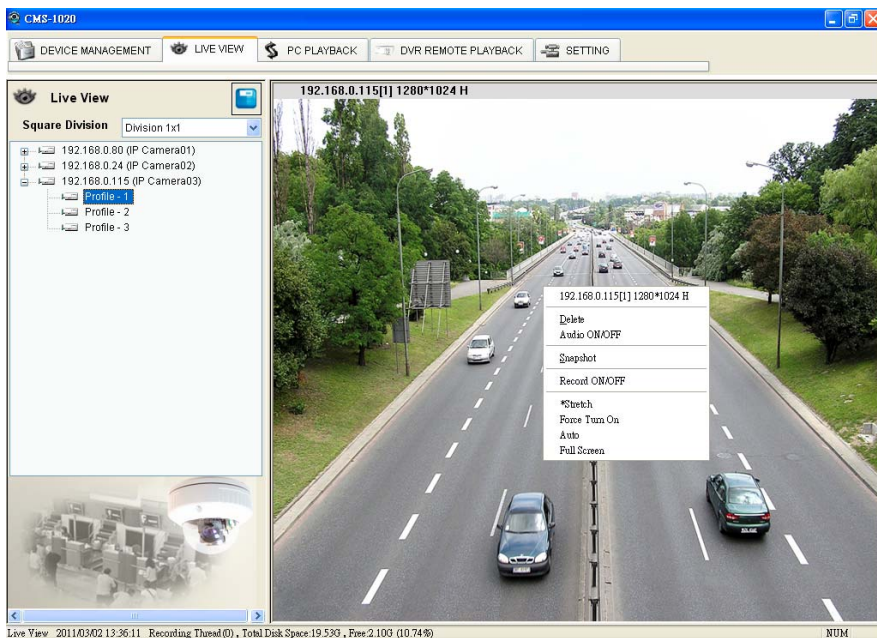 CMS-1020
DEVICE MANAGEMENT
LIVE VIEW
PC PLAYBACK
DVR REMOTE PLAYBACK
SETTING
Live View
Square Division
Division 1x1
192.168.0.80 (IP Camera01)
192.168.0.24 (IP Camera02)
192.168.0.115 (IP Camera03)
Profile - 1
Profile - 2
Profile - 3
192.168.0.115[1] 1280*1024 H
192.168.0.115[1] 1280*1024 H
Delete
Audio ON/OFF
Snapshot
Record ON/OFF
*Stretch
Force Turn On
Auto
Full Screen
Live View 2011/03/02 13:36:11 Recording Thread(0) , Total Disk Space:19.53G , Free:2.10G (10.74%)
NUM